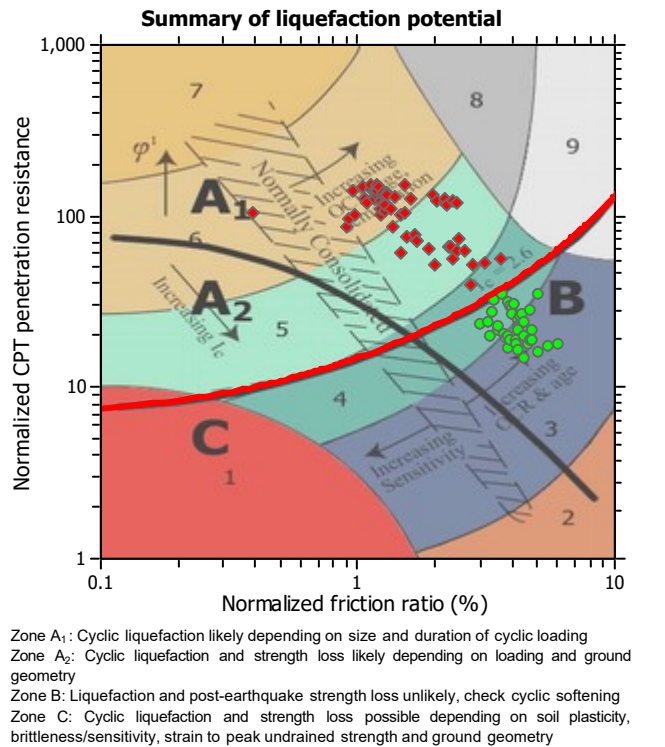 Summary of liquefaction potential
Normalized CPT penetration resistance
1,000
100
10
1
0.1
1
10
Normalized friction ratio (%)
7
8
9
φ'
A1
6
A2
5
4
C
1
B
3
2
Normally Consolidated
Increasing
OCR, age,
Increasing Ic
Ic = 2.6
Increasing
OCR & age
Increasing
Sensitivity
Zone A1: Cyclic liquefaction likely depending on size and duration of cyclic loading
Zone A2: Cyclic liquefaction and strength loss likely depending on loading and ground
geometry
Zone B: Liquefaction and post-earthquake strength loss unlikely, check cyclic softening
Zone C: Cyclic liquefaction and strength loss possible depending on soil plasticity,
brittleness/sensitivity, strain to peak undrained strength and ground geometry